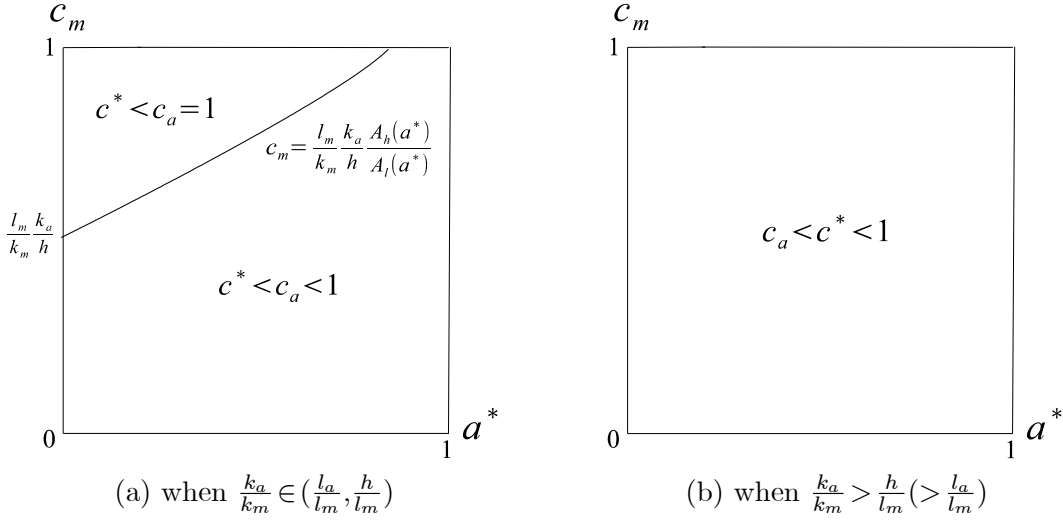 c_m
1
c* < c_a = 1
c_m = \frac{l_m}{k_m} \frac{k_a}{h} \frac{A_h(a*)}{A_l(a*)}
\frac{l_m}{k_m} \frac{k_a}{h}
c* < c_a < 1
0
1
a*
(a) when \frac{k_a}{k_m} ∈ (\frac{l_a}{l_m}, \frac{h}{l_m})
c_m
1
c_a < c* < 1
0
1
a*
(b) when \frac{k_a}{k_m} > \frac{h}{l_m} (> \frac{l_a}{l_m})